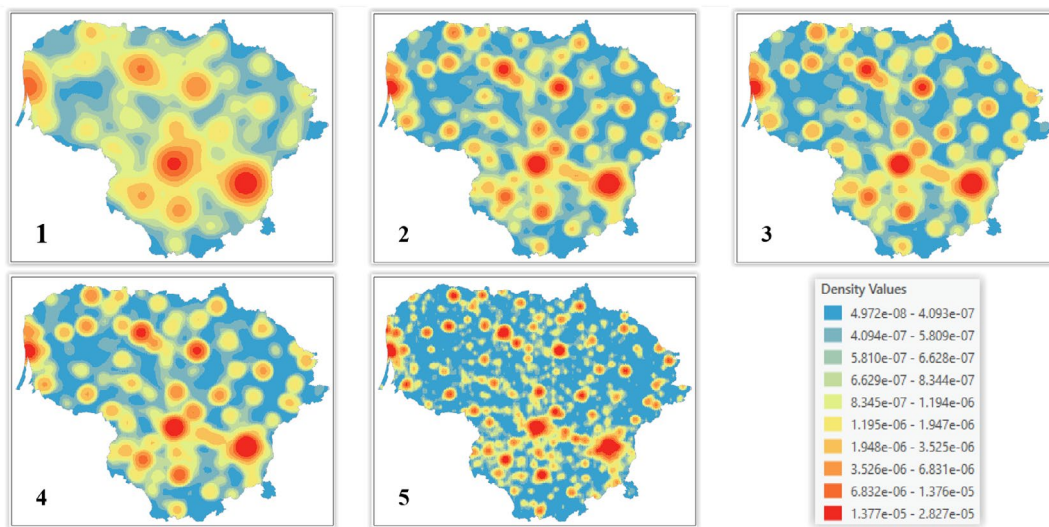 1
2
3
4
5
Density Values
4.972e-08 - 4.093e-07
4.094e-07 - 5.809e-07
5.810e-07 - 6.628e-07
6.629e-07 - 8.344e-07
8.345e-07 - 1.194e-06
1.195e-06 - 1.947e-06
1.948e-06 - 3.525e-06
3.526e-06 - 6.831e-06
6.832e-06 - 1.376e-05
1.377e-05 - 2.827e-05